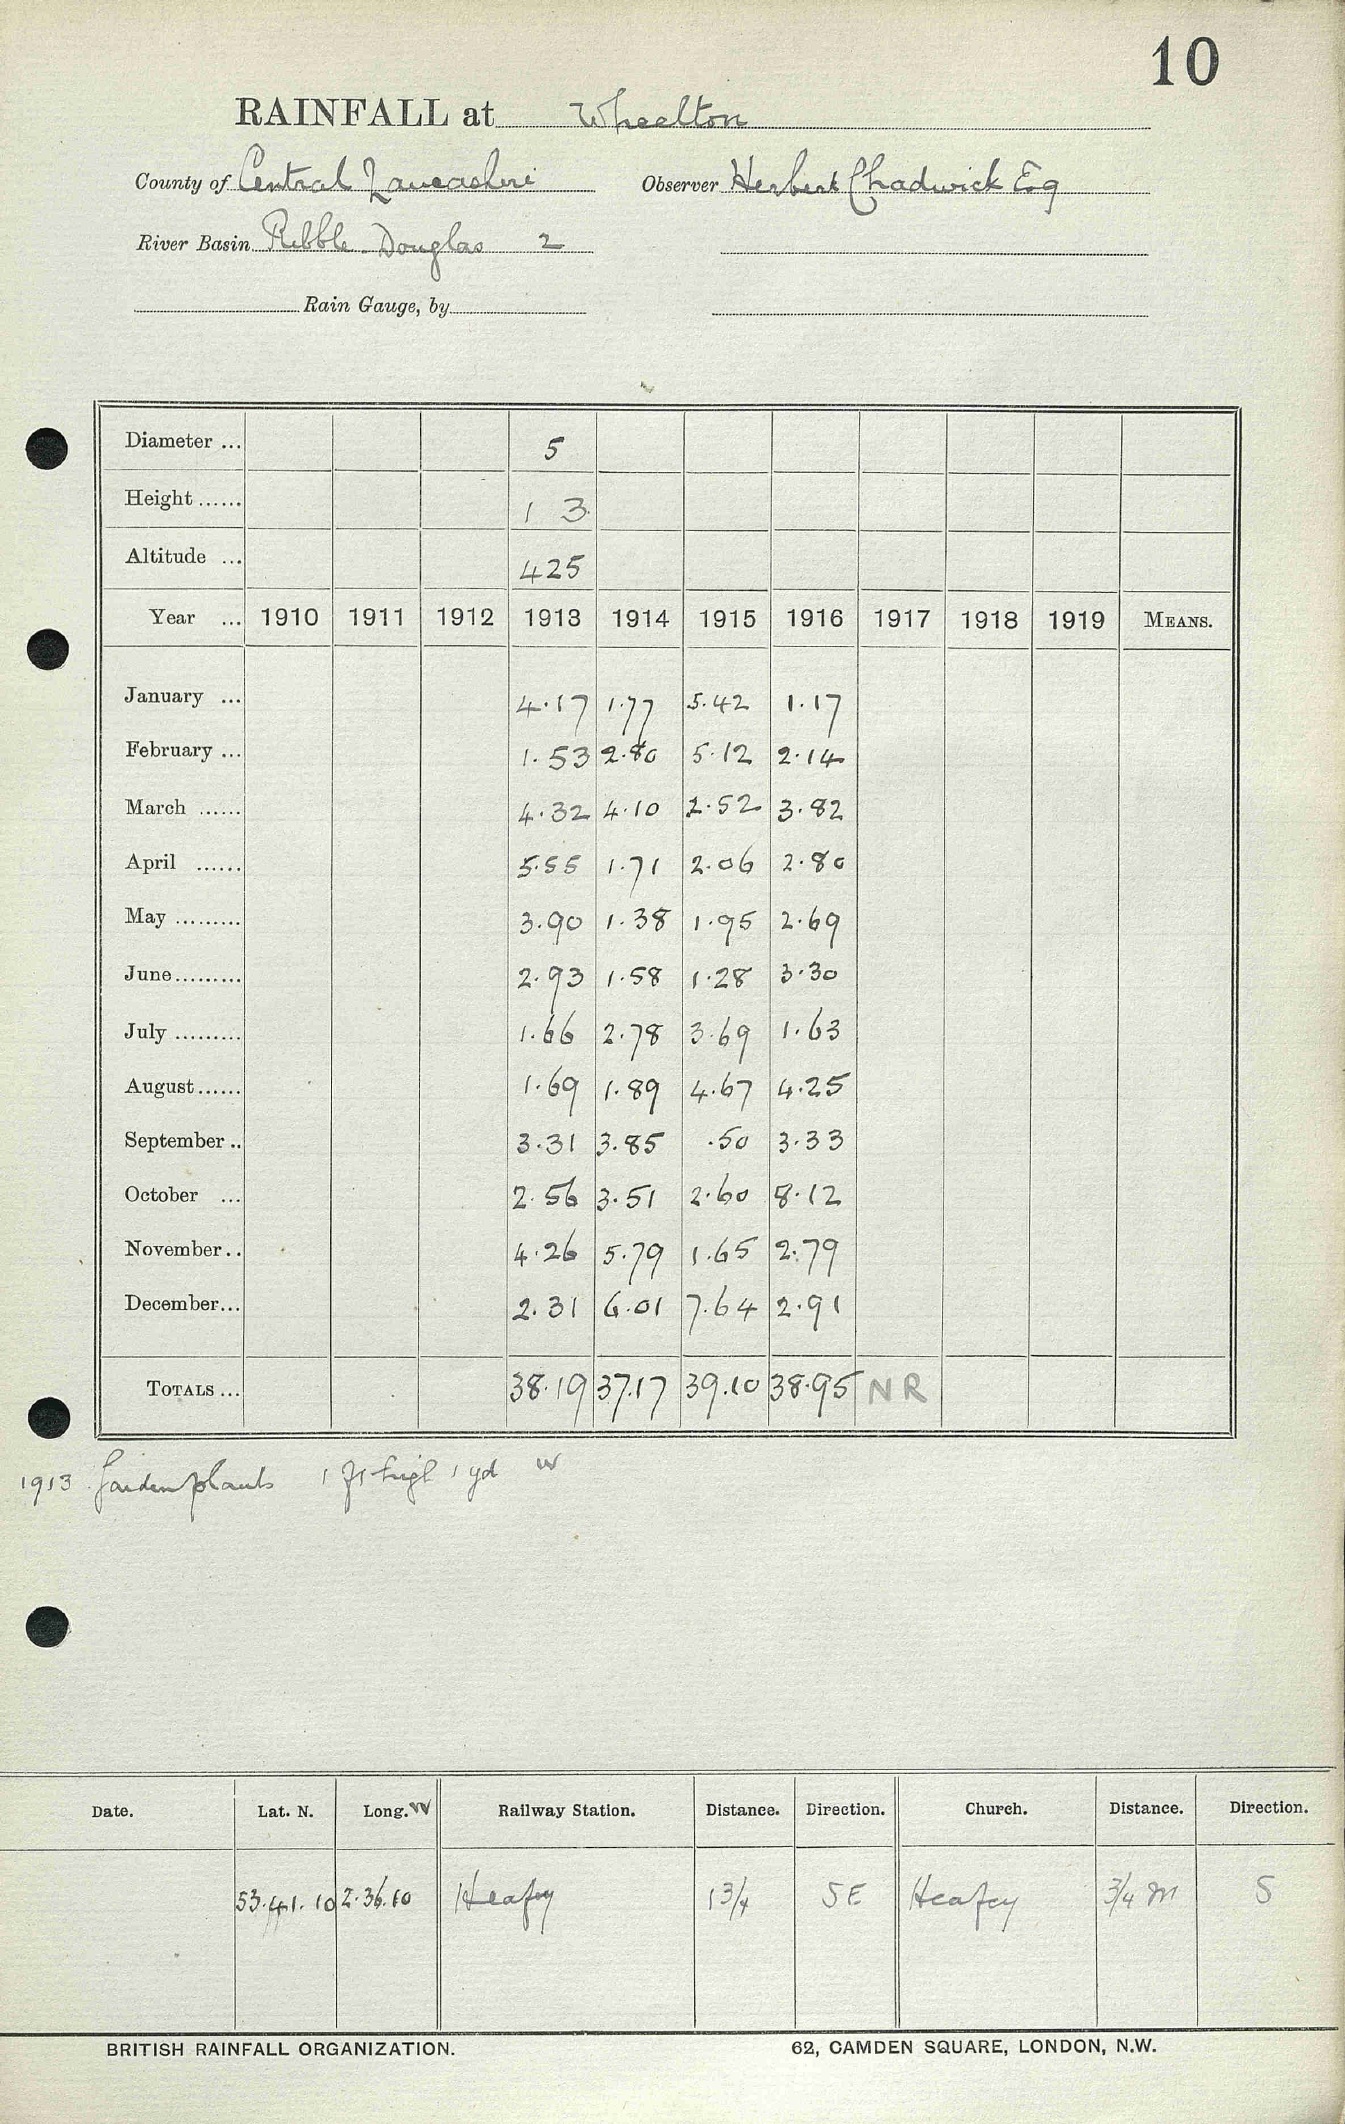 10
RAINFALL at Wheelton
County of Central Lancashire Observer Herbert Chadwick Esq
River Basin Ribble - Douglas 2
Rain Gauge, by
Diameter ... 5
Height ...... 1 3
Altitude ... 425
Year ... 1910 1911 1912 1913 1914 1915 1916 1917 1918 1919 MEANS.
January ... 4.17 1.77 5.42 1.17
February ... 1.53 2.80 5.12 2.14
March ...... 4.32 4.10 2.52 3.82
April ...... 5.55 1.71 2.06 2.80
May ......... 3.90 1.38 1.95 2.69
June ......... 2.93 1.58 1.28 3.30
July ......... 1.66 2.78 3.69 1.63
August ...... 1.69 1.89 4.67 4.25
September .. 3.31 3.85 .50 3.33
October ... 2.56 3.51 2.60 8.12
November .. 4.26 5.79 1.65 2.79
December ... 2.31 6.01 7.64 2.91
TOTALS ... 38.19 37.17 39.10 38.95 NR
1913 Garden plants 1 ft high 1 yd W
Date. Lat. N. Long. W Railway Station. Distance. Direction. Church. Distance. Direction.
53.41.10 2.36.10 Heapey 1 3/4 SE Heapey 3/4 m S
BRITISH RAINFALL ORGANIZATION. 62, CAMDEN SQUARE, LONDON, N.W.